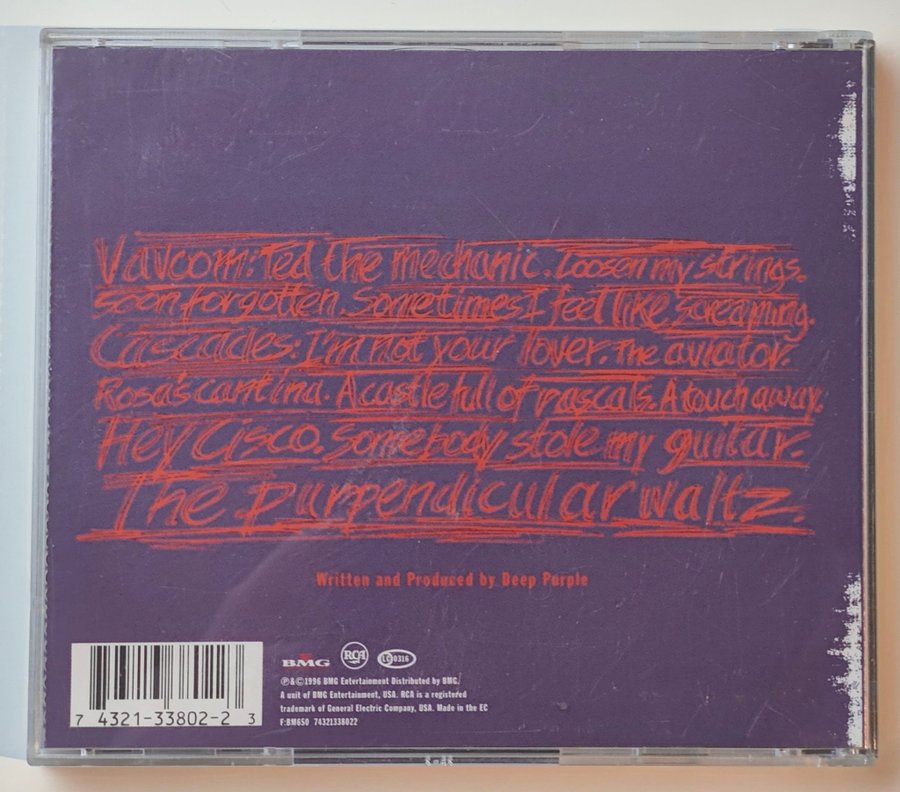 Vavoom: Ted the mechanic. Loosen my strings.
Soon forgotten. Sometimes I feel like screaming.
Cascades: I'm not your lover. The aviator.
Rosa's cantina. A castle full of rascals. A touch away.
Hey Cisco. Somebody stole my guitar.
The purpendicular waltz.
Written and Produced by Deep Purple
BMG RCA LC 0316
℗&©1996 BMG Entertainment Distributed by BMG.
A unit of BMG Entertainment, USA. RCA is a registered
trademark of General Electric Company, USA. Made in the EC
F:BM650 74321338022
7 4321-33802-2 3